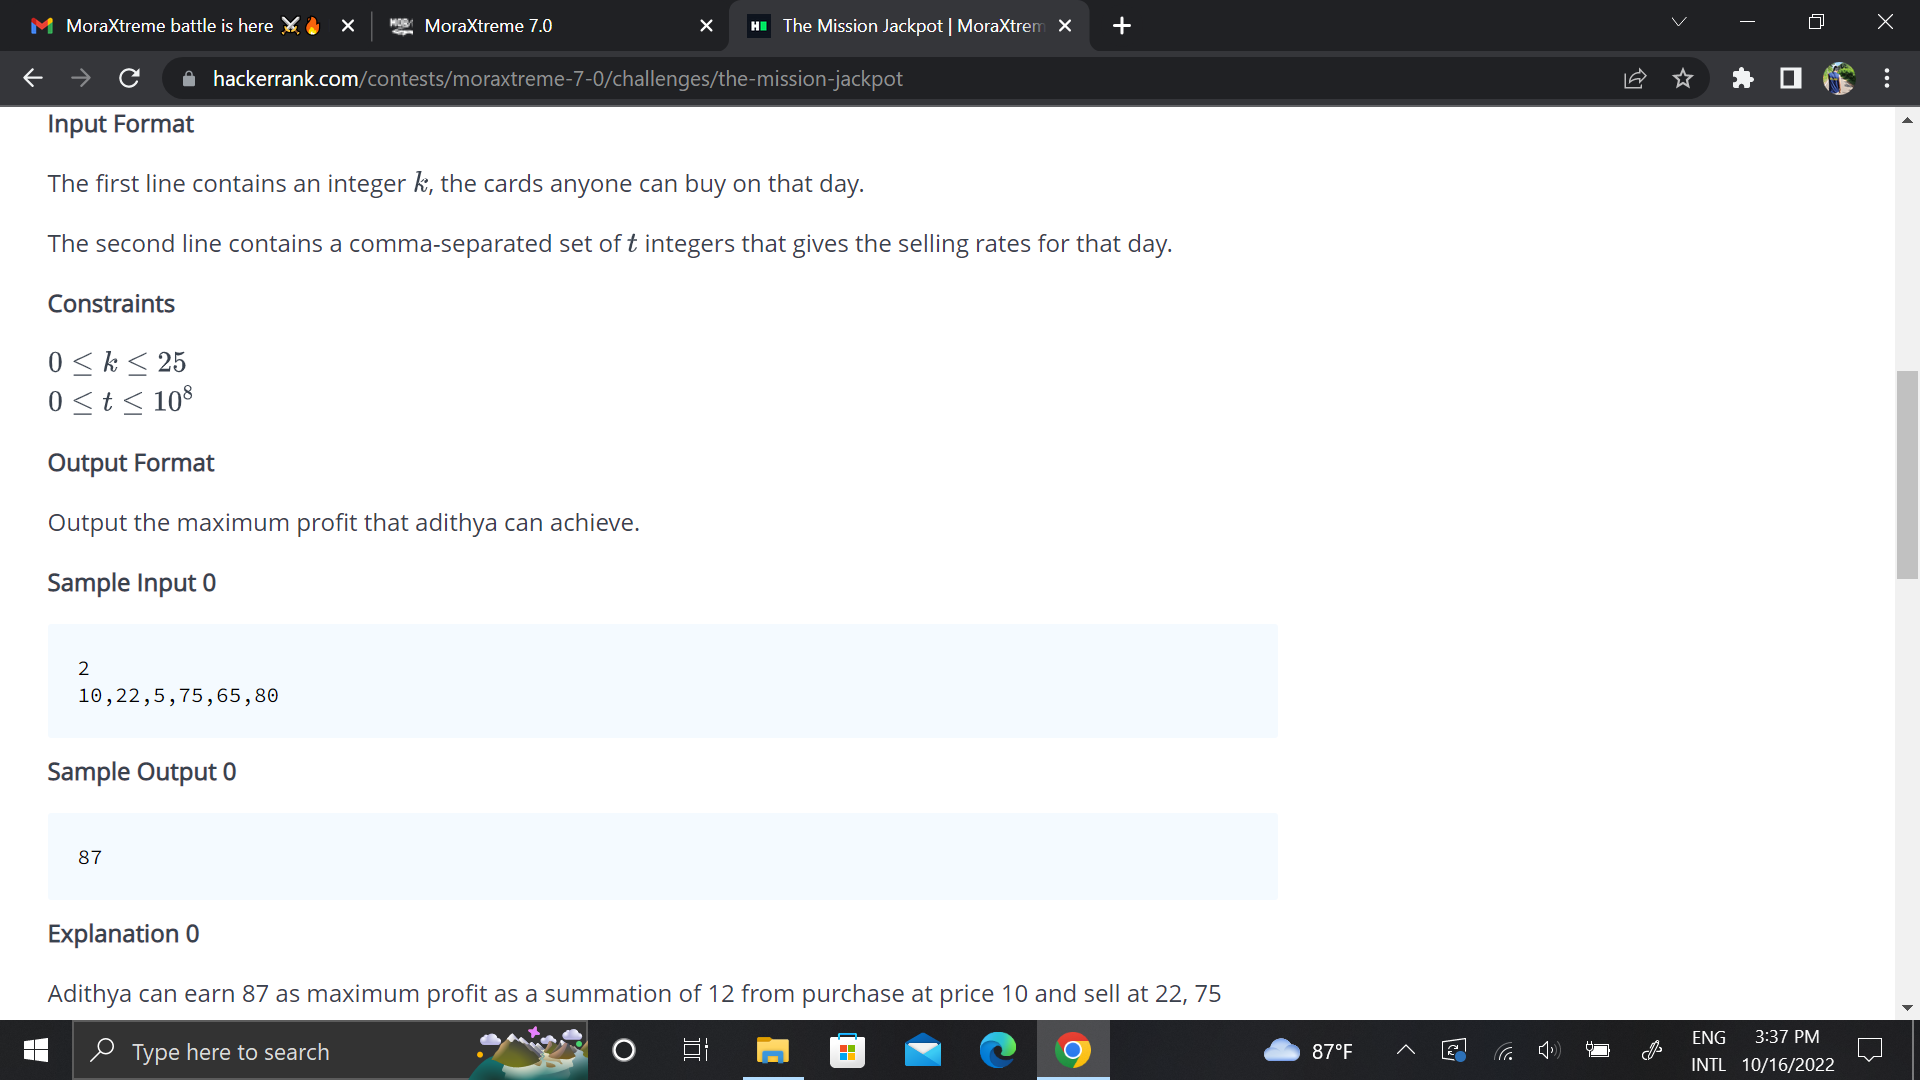 MoraXtreme battle is here ⚔🔥
MoraXtreme 7.0
The Mission Jackpot | MoraXtrem
hackerrank.com/contests/moraxtreme-7-0/challenges/the-mission-jackpot
Input Format
The first line contains an integer k, the cards anyone can buy on that day.
The second line contains a comma-separated set of t integers that gives the selling rates for that day.
Constraints
0 ≤ k ≤ 25
0 ≤ t ≤ 10⁸
Output Format
Output the maximum profit that adithya can achieve.
Sample Input 0
2
10,22,5,75,65,80
Sample Output 0
87
Explanation 0
Adithya can earn 87 as maximum profit as a summation of 12 from purchase at price 10 and sell at 22, 75
Type here to search
87°F
ENG
INTL
3:37 PM
10/16/2022